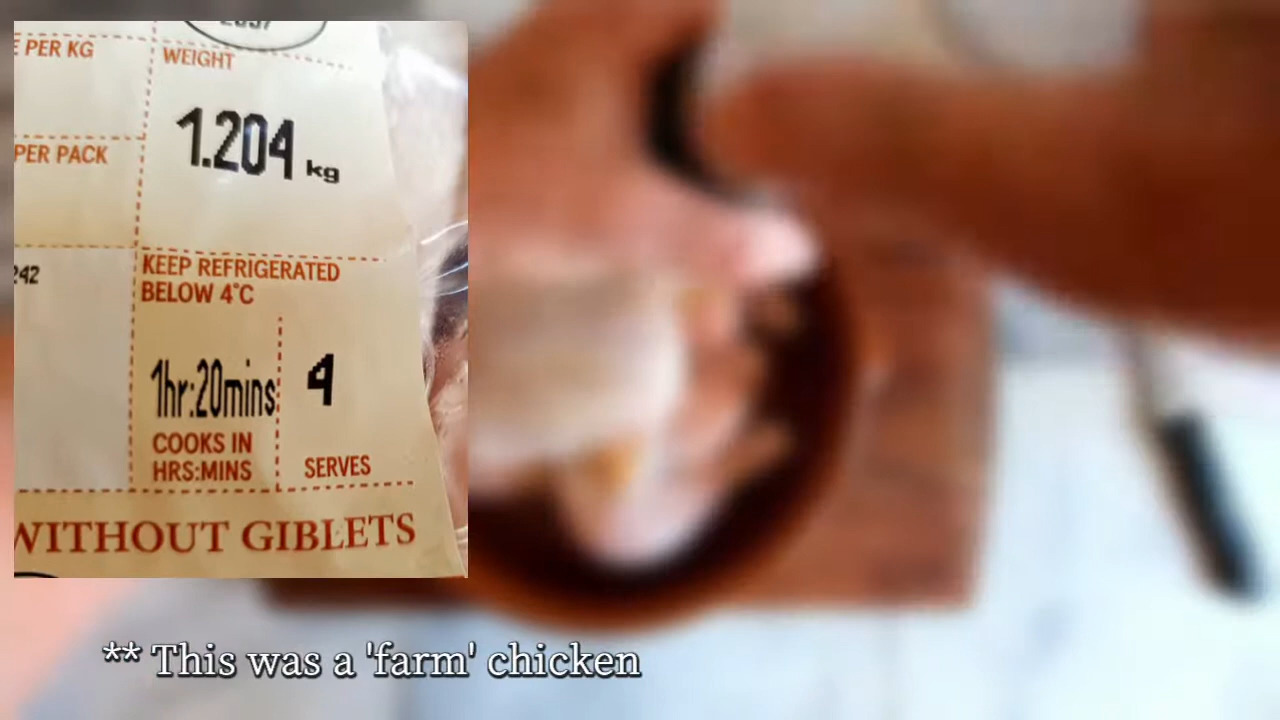 E PER KG
WEIGHT
1.204 kg
PER PACK
242
KEEP REFRIGERATED
BELOW 4°C
1hr:20mins
4
COOKS IN
HRS:MINS
SERVES
WITHOUT GIBLETS
** This was a 'farm' chicken